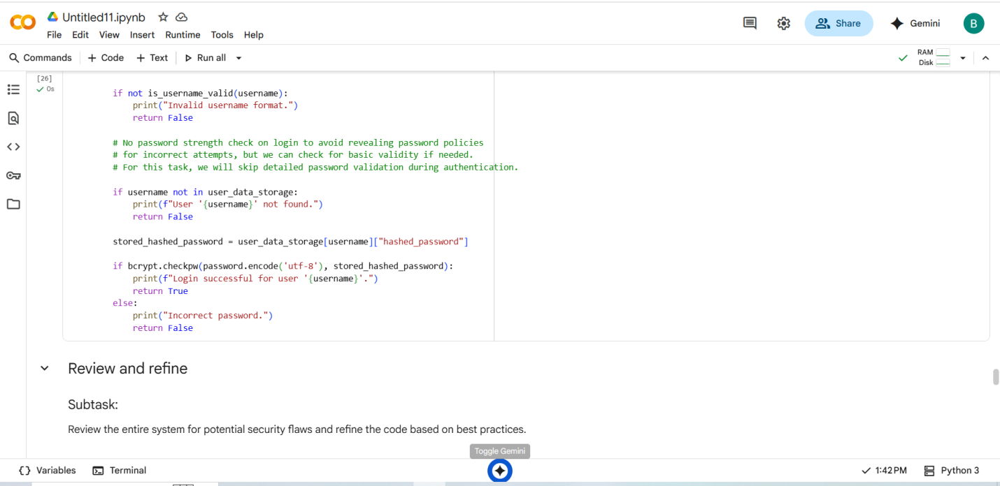 CO
Untitled11.ipynb
File Edit View Insert Runtime Tools Help
Share
Gemini
B
Commands + Code + Text Run all
RAM
Disk
[26]
0s
if not is_username_valid(username):
    print("Invalid username format.")
    return False
# No password strength check on login to avoid revealing password policies
# for incorrect attempts, but we can check for basic validity if needed.
# For this task, we will skip detailed password validation during authentication.
if username not in user_data_storage:
    print(f"User '{username}' not found.")
    return False
stored_hashed_password = user_data_storage[username]["hashed_password"]
if bcrypt.checkpw(password.encode('utf-8'), stored_hashed_password):
    print(f"Login successful for user '{username}'.")
    return True
else:
    print("Incorrect password.")
    return False
Review and refine
Subtask:
Review the entire system for potential security flaws and refine the code based on best practices.
Toggle Gemini
{} Variables Terminal
1:42 PM Python 3